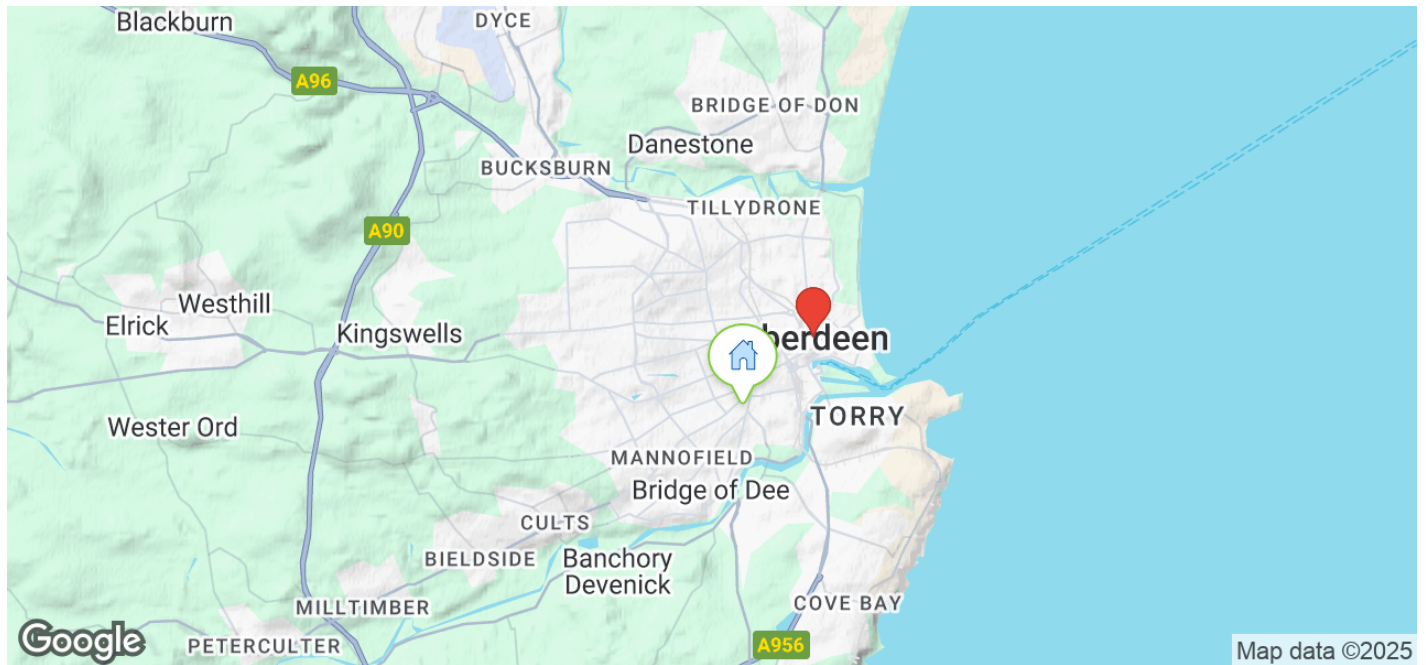 Blackburn
DYCE
A96
BRIDGE OF DON
Danestone
BUCKSBURN
TILLYDRONE
A90
Westhill
Elrick
Kingswells
berdeen
TORRY
Wester Ord
MANNOFIELD
Bridge of Dee
CULTS
BIELDSIDE
Banchory
Devenick
MILLTIMBER
COVE BAY
PETERCULTER
A956
Google
Map data ©2025